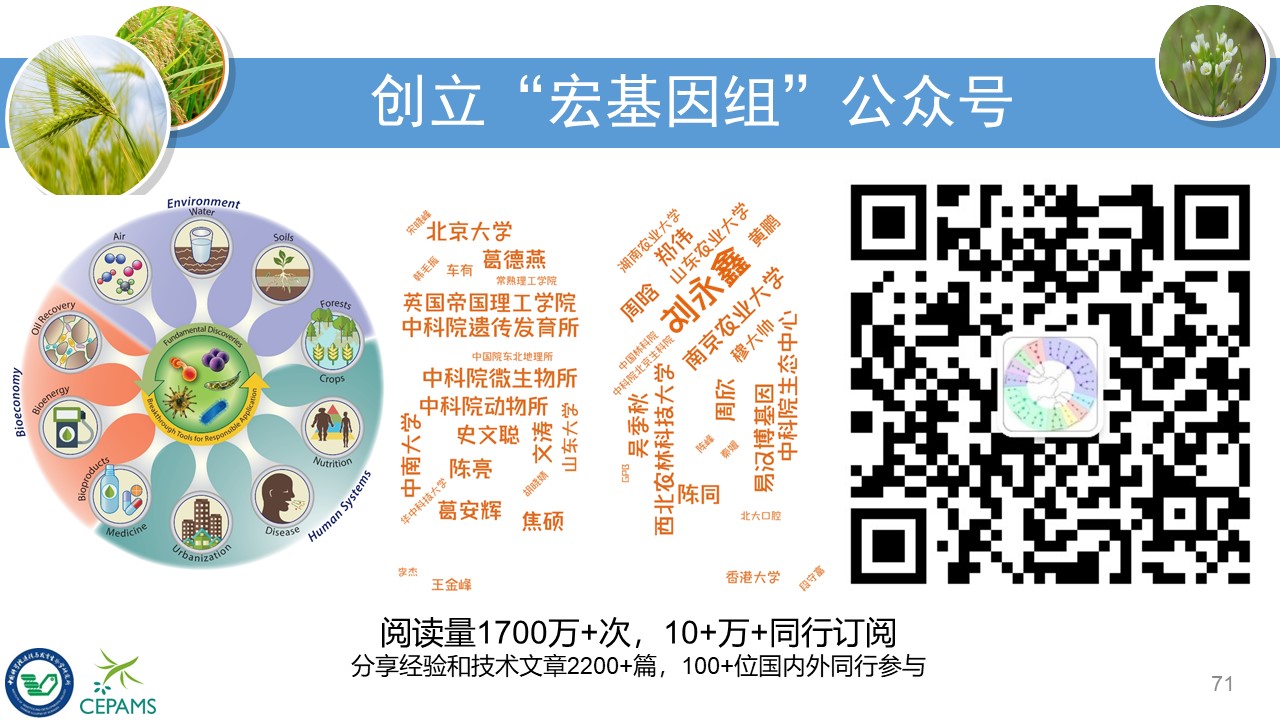 创立“宏基因组”公众号
Environment
Water
Air
Soils
Oil Recovery
Forests
Fundamental Discoveries
Crops
Bioeconomy
Bioenergy
Breakthrough Tools for Responsible Application
Nutrition
Bioproducts
Human Systems
Medicine
Disease
Urbanization
宋晓峰
北京大学
韩毛振
车有
葛德燕
常熟理工学院
英国帝国理工学院
中科院遗传发育所
中国院东北地理所
中科院微生物所
中科院动物所
中南大学
史文聪
文涛
山东大学
陈亮
胡晓婧
华中科技大学
葛安辉
焦硕
李杰
王金峰
湖南农业大学
郑伟
山东农业大学
黄鹏
刘永鑫
周晗
南京农业大学
穆大帅
中国林科院
中科院北京生科院
中科院生态中心
吴季秋
西北农林科技大学
周欣
陈峰
秦媛
易汉博基因
陈同
北大口腔
香港大学
段守富
阅读量1700万+次，10+万+同行订阅
分享经验和技术文章2200+篇，100+位国内外同行参与
CEPAMS
71